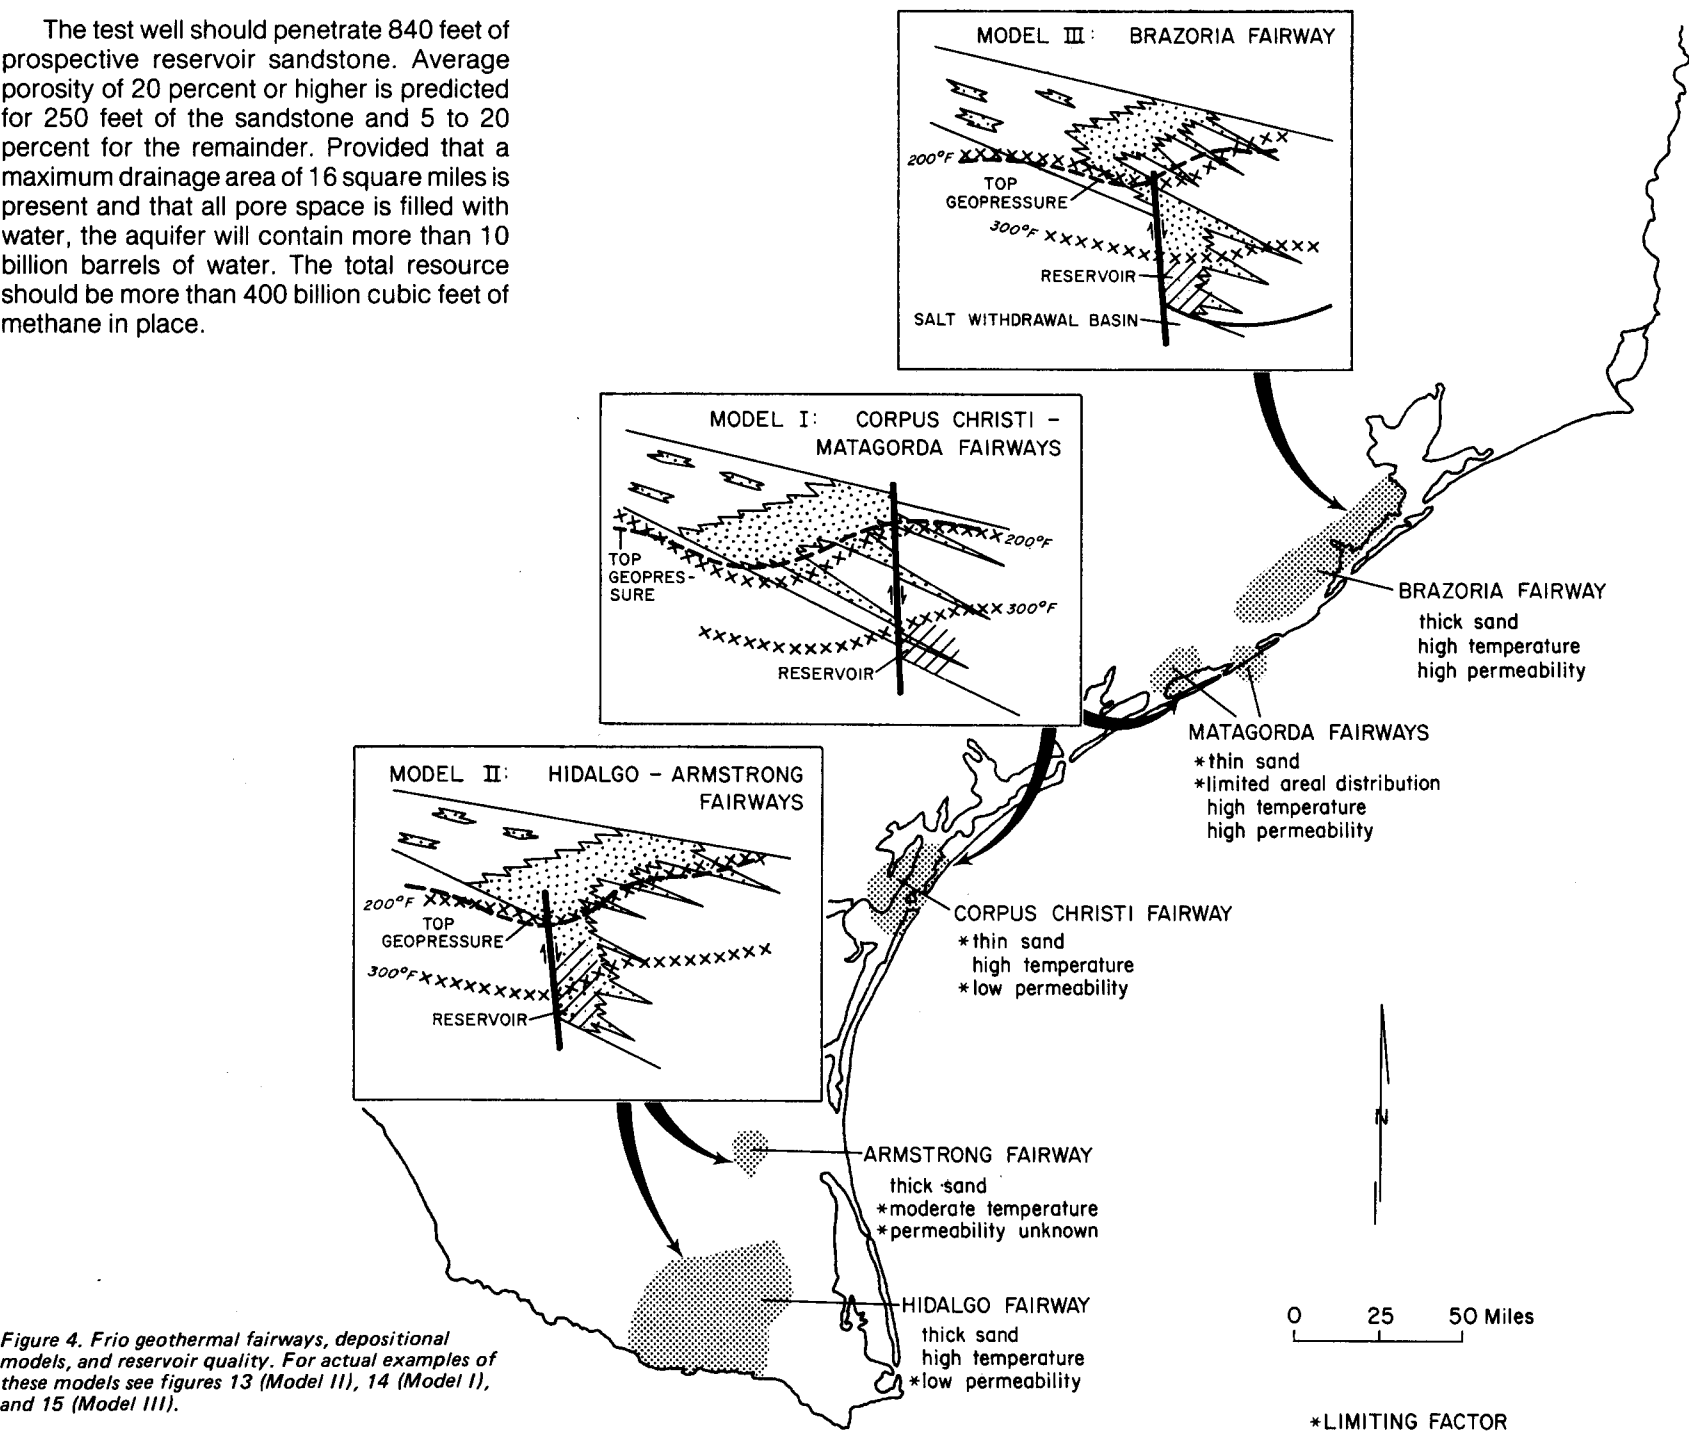 The test well should penetrate 840 feet of
prospective reservoir sandstone. Average
porosity of 20 percent or higher is predicted
for 250 feet of the sandstone and 5 to 20
percent for the remainder. Provided that a
maximum drainage area of 16 square miles is
present and that all pore space is filled with
water, the aquifer will contain more than 10
billion barrels of water. The total resource
should be more than 400 billion cubic feet of
methane in place.
MODEL III: BRAZORIA FAIRWAY
200°F
TOP
GEOPRESSURE
300°F
RESERVOIR
SALT WITHDRAWAL BASIN
MODEL I: CORPUS CHRISTI –
MATAGORDA FAIRWAYS
200°F
TOP
GEOPRES-
SURE
300°F
RESERVOIR
MODEL II: HIDALGO – ARMSTRONG
FAIRWAYS
200°F
TOP
GEOPRESSURE
300°F
RESERVOIR
BRAZORIA FAIRWAY
thick sand
high temperature
high permeability
MATAGORDA FAIRWAYS
*thin sand
*limited areal distribution
high temperature
high permeability
CORPUS CHRISTI FAIRWAY
*thin sand
high temperature
*low permeability
ARMSTRONG FAIRWAY
thick sand
*moderate temperature
*permeability unknown
HIDALGO FAIRWAY
thick sand
high temperature
*low permeability
N
0 25 50 Miles
*LIMITING FACTOR
Figure 4. Frio geothermal fairways, depositional
models, and reservoir quality. For actual examples of
these models see figures 13 (Model II), 14 (Model I),
and 15 (Model III).